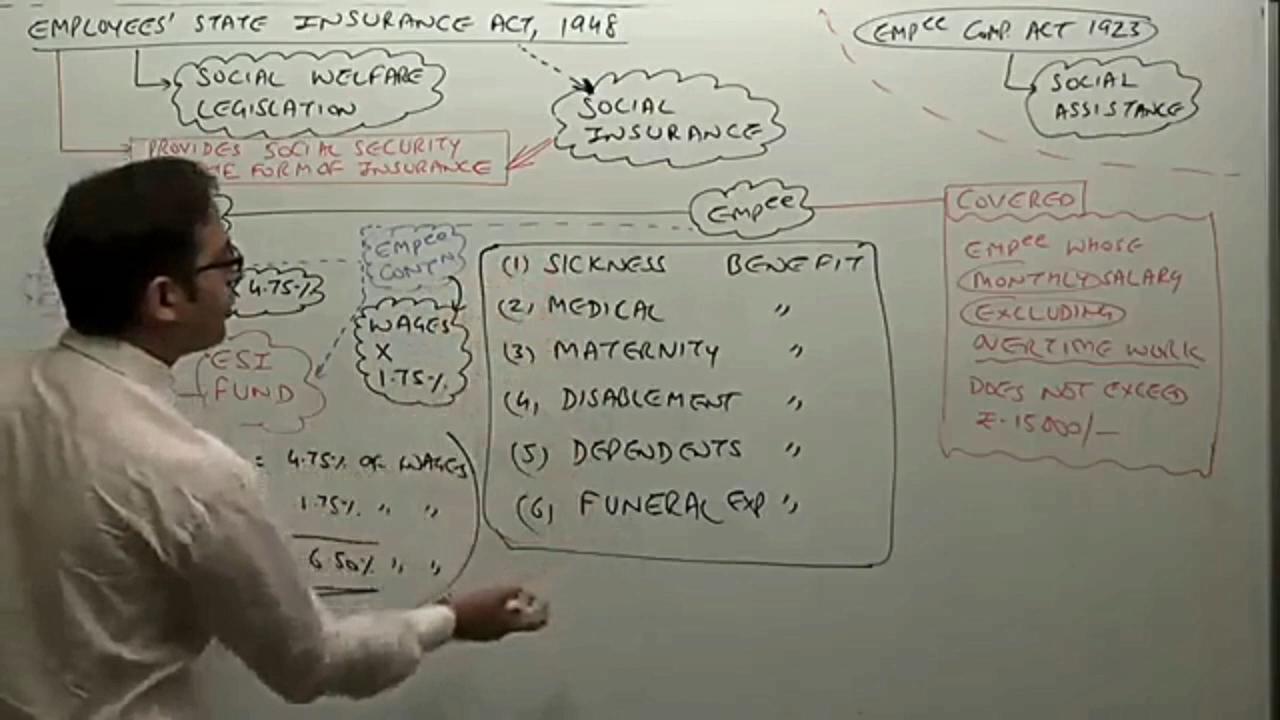 EMPLOYEES' STATE INSURANCE ACT, 1948
EMPee COMP. ACT 1923
SOCIAL WELFARE
LEGISLATION
SOCIAL
INSURANCE
SOCIAL
ASSISTANCE
PROVIDES SOCIAL SECURITY
FORM OF INSURANCE
EMPee
COVERED
EMPee WHOSE
MONTHLY SALARY
EXCLUDING
OVERTIME WORK
DOES NOT EXCEED
₹.15000/-
EMPee
CONTN
4.75%
WAGES
X
1.75%
ESI
FUND
= 4.75% OF WAGES
1.75% " "
6.50% " "
(1) SICKNESS BENEFIT
(2) MEDICAL "
(3) MATERNITY "
(4) DISABLEMENT "
(5) DEPENDENTS "
(6) FUNERAL EXP "